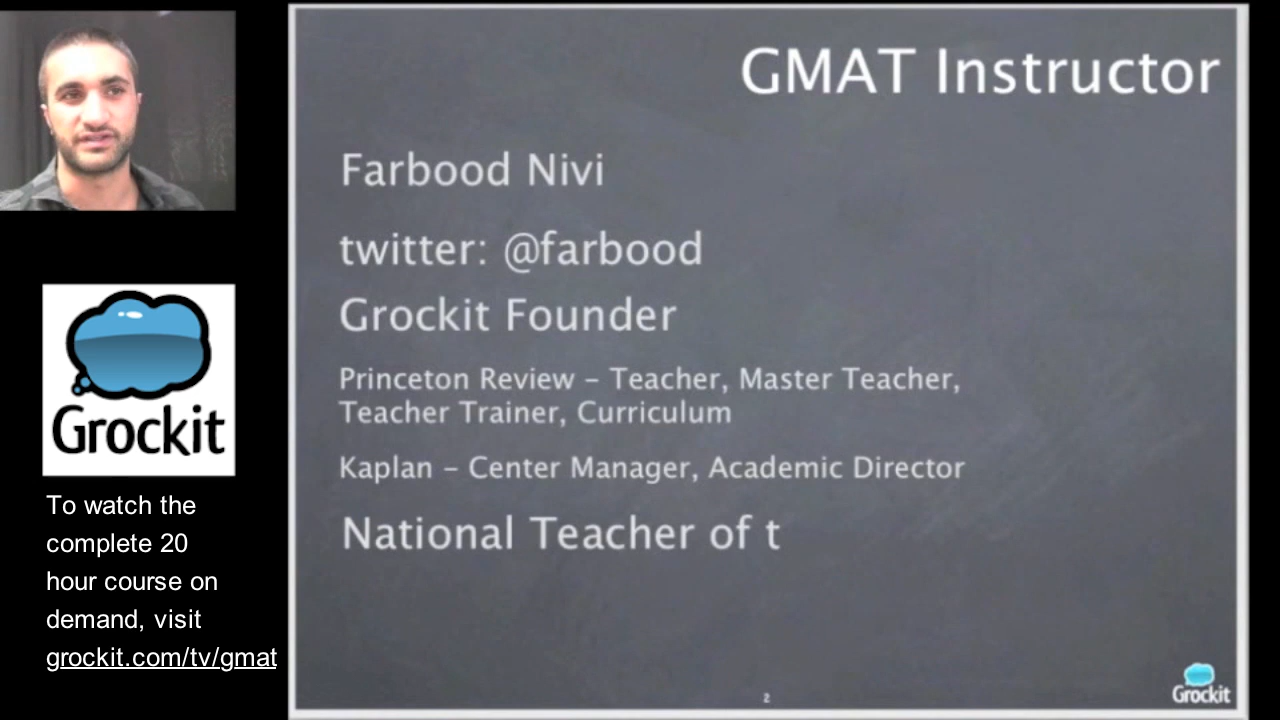 GMAT Instructor
Farbood Nivi
twitter: @farbood
Grockit Founder
Princeton Review – Teacher, Master Teacher,
Teacher Trainer, Curriculum
Kaplan – Center Manager, Academic Director
National Teacher of t
2
Grockit
Grockit
To watch the
complete 20
hour course on
demand, visit
grockit.com/tv/gmat